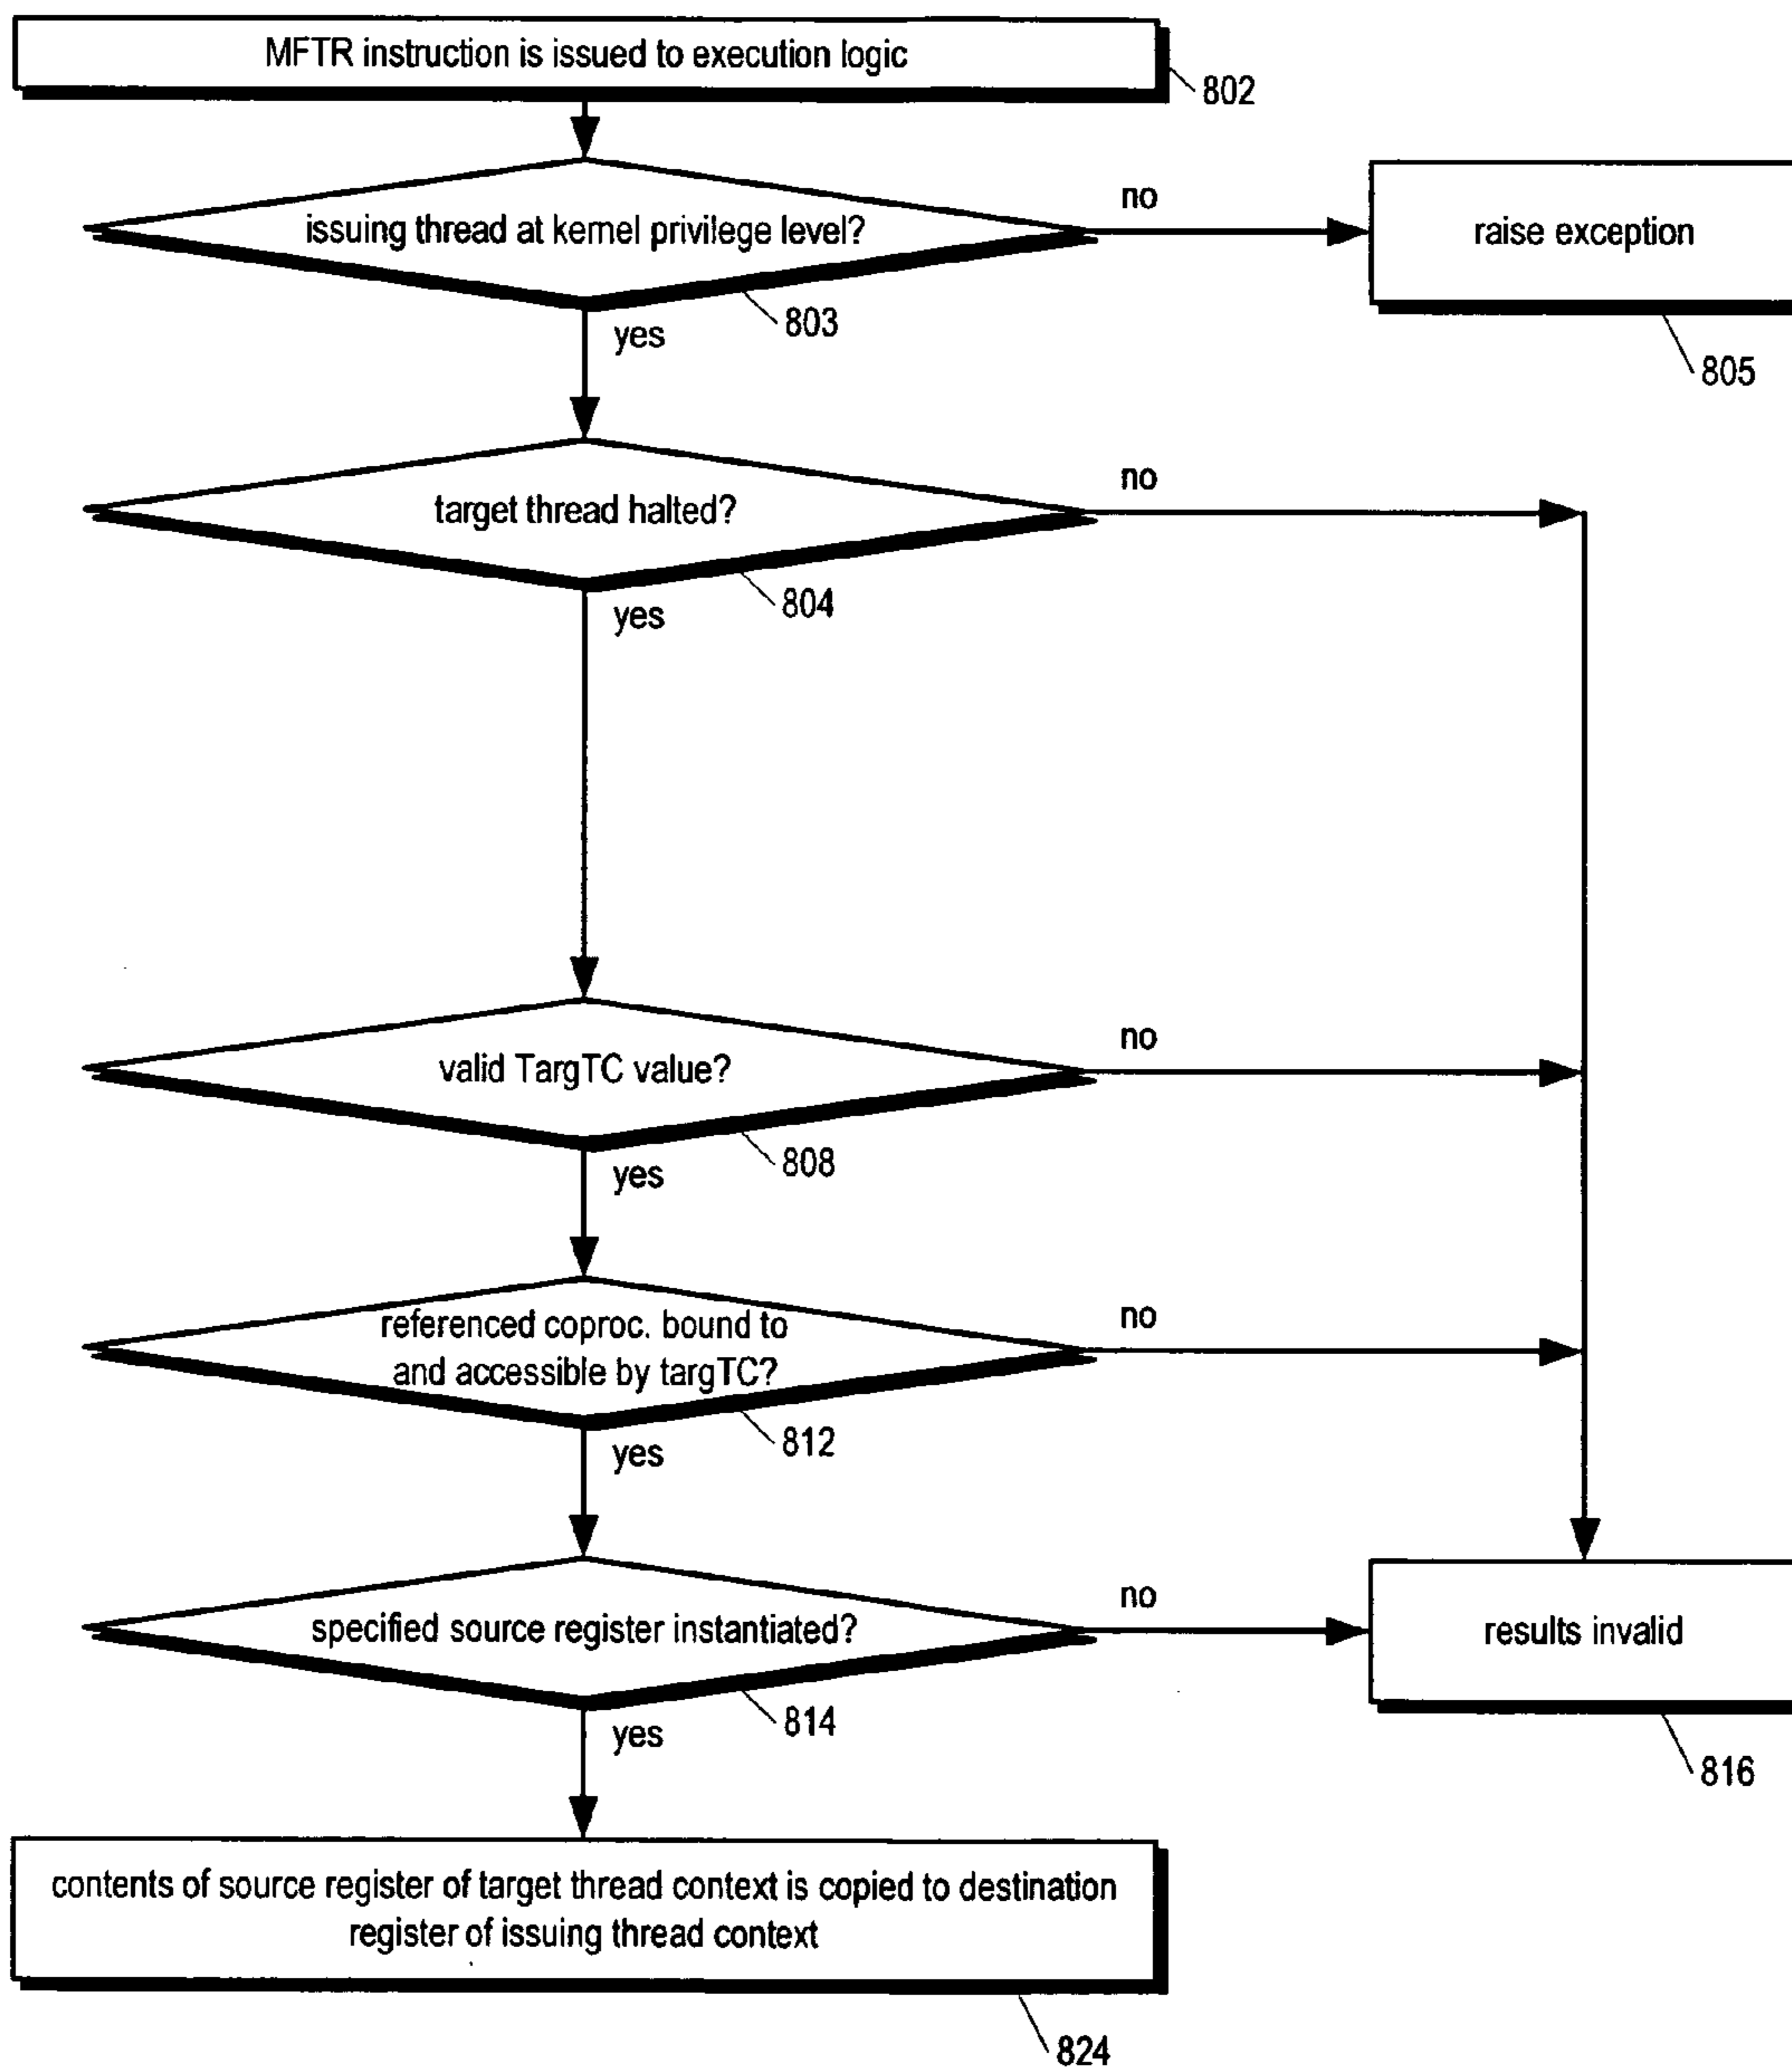 MFTR instruction is issued to execution logic
802
issuing thread at kernel privilege level?
no
raise exception
803
yes
805
target thread halted?
no
804
yes
valid TargTC value?
no
808
yes
referenced coproc. bound to
and accessible by targTC?
no
812
yes
specified source register instantiated?
no
results invalid
814
yes
816
contents of source register of target thread context is copied to destination
register of issuing thread context
824